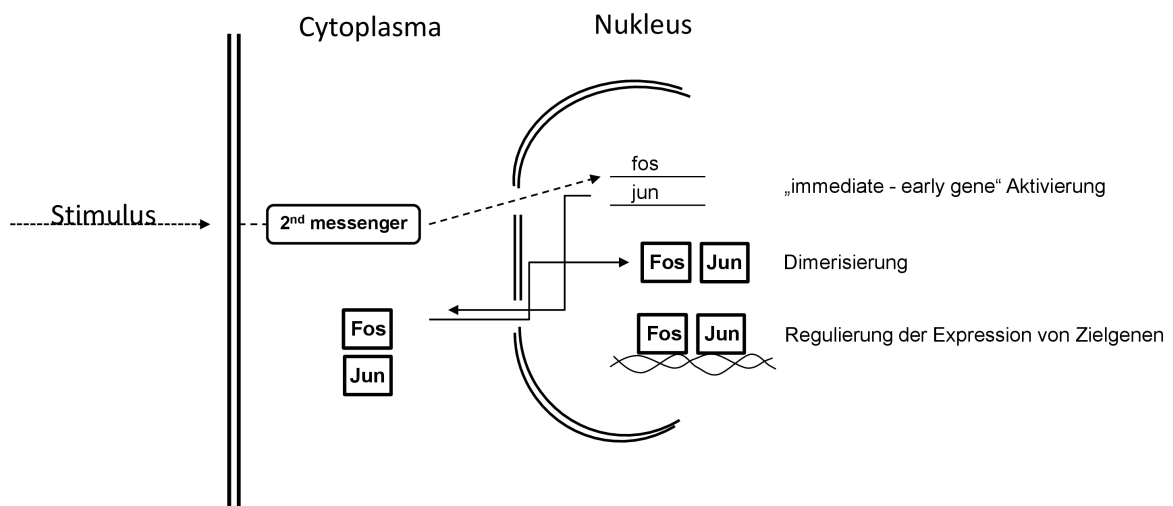 Cytoplasma
Nukleus
fos
jun
„immediate - early gene“ Aktivierung
Stimulus
2nd messenger
Fos Jun
Dimerisierung
Fos
Jun
Fos Jun
Regulierung der Expression von Zielgenen